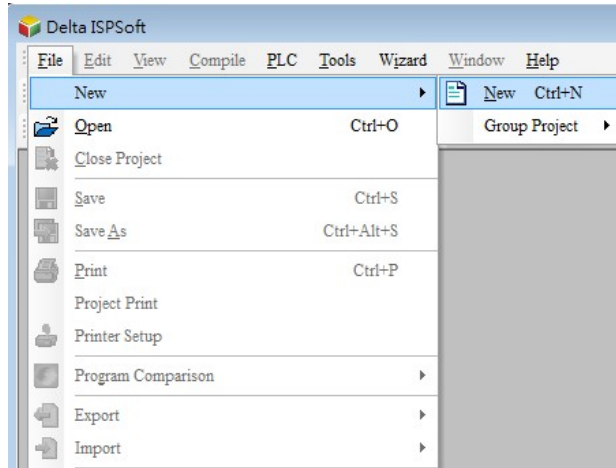 Delta ISPSoft
File Edit View Compile PLC Tools Wizard Window Help
New
New Ctrl+N
Open Ctrl+O
Group Project
Close Project
Save Ctrl+S
Save As Ctrl+Alt+S
Print Ctrl+P
Project Print
Printer Setup
Program Comparison
Export
Import